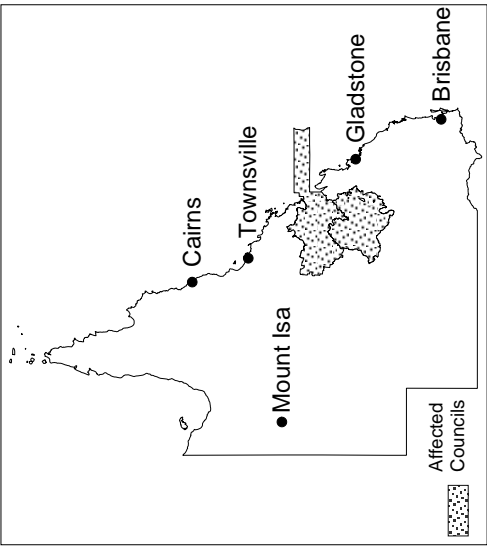 Cairns
Townsville
Mount Isa
Gladstone
Brisbane
Affected
Councils